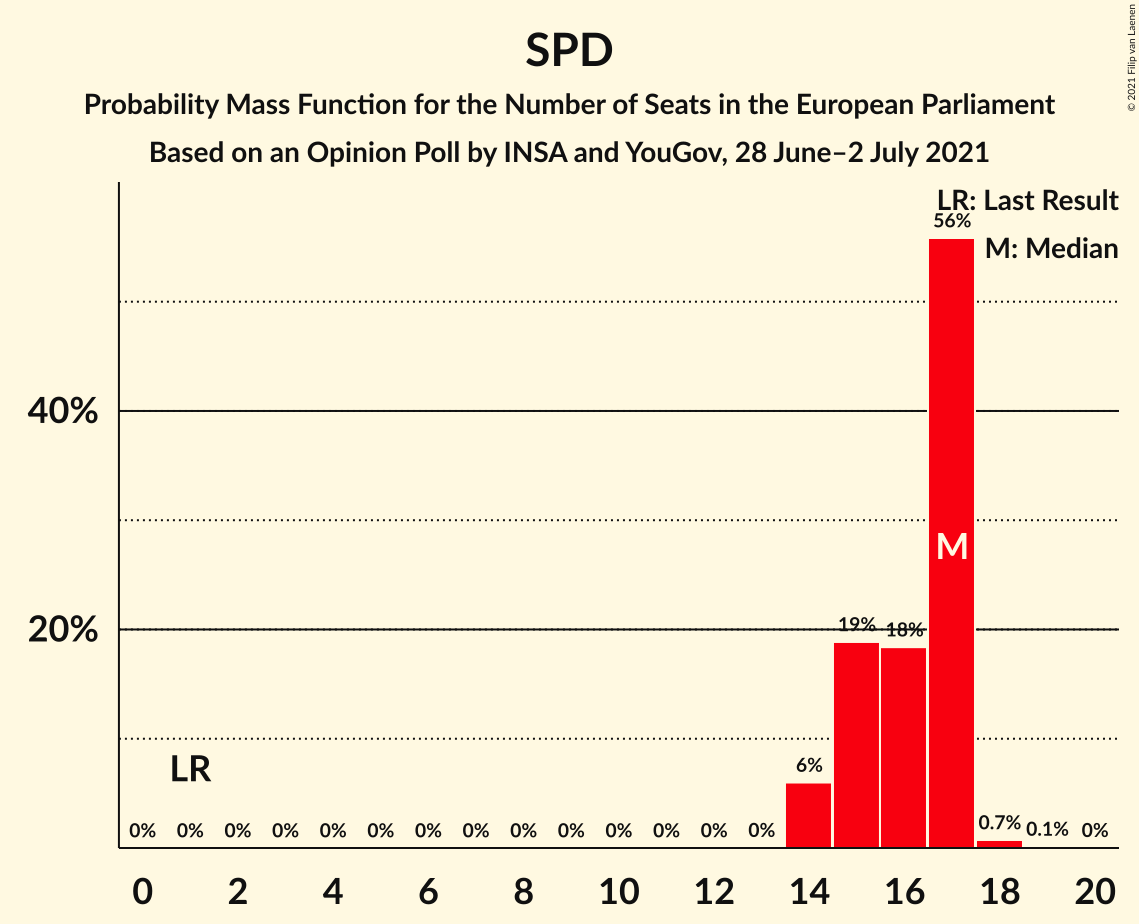 SPD
Probability Mass Function for the Number of Seats in the European Parliament
Based on an Opinion Poll by INSA and YouGov, 28 June–2 July 2021
© 2021 Filip van Laenen
LR: Last Result
M: Median
56%
40%
M
20%
19% 18%
LR
6%
0% 0% 0% 0% 0% 0% 0% 0% 0% 0% 0% 0% 0% 0% 0.7% 0.1% 0%
0 2 4 6 8 10 12 14 16 18 20